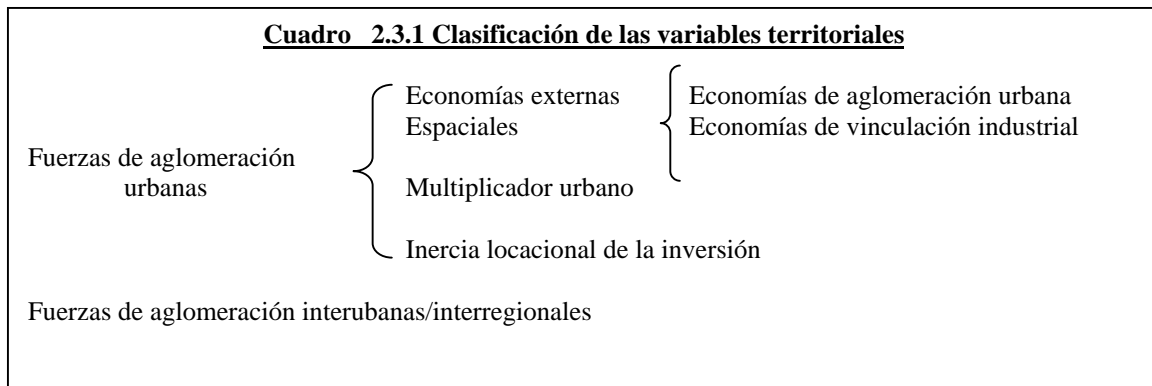 Cuadro 2.3.1 Clasificación de las variables territoriales
Economías externas
Espaciales
Economías de aglomeración urbana
Economías de vinculación industrial
Fuerzas de aglomeración
urbanas
Multiplicador urbano
Inercia locacional de la inversión
Fuerzas de aglomeración interubanas/interregionales